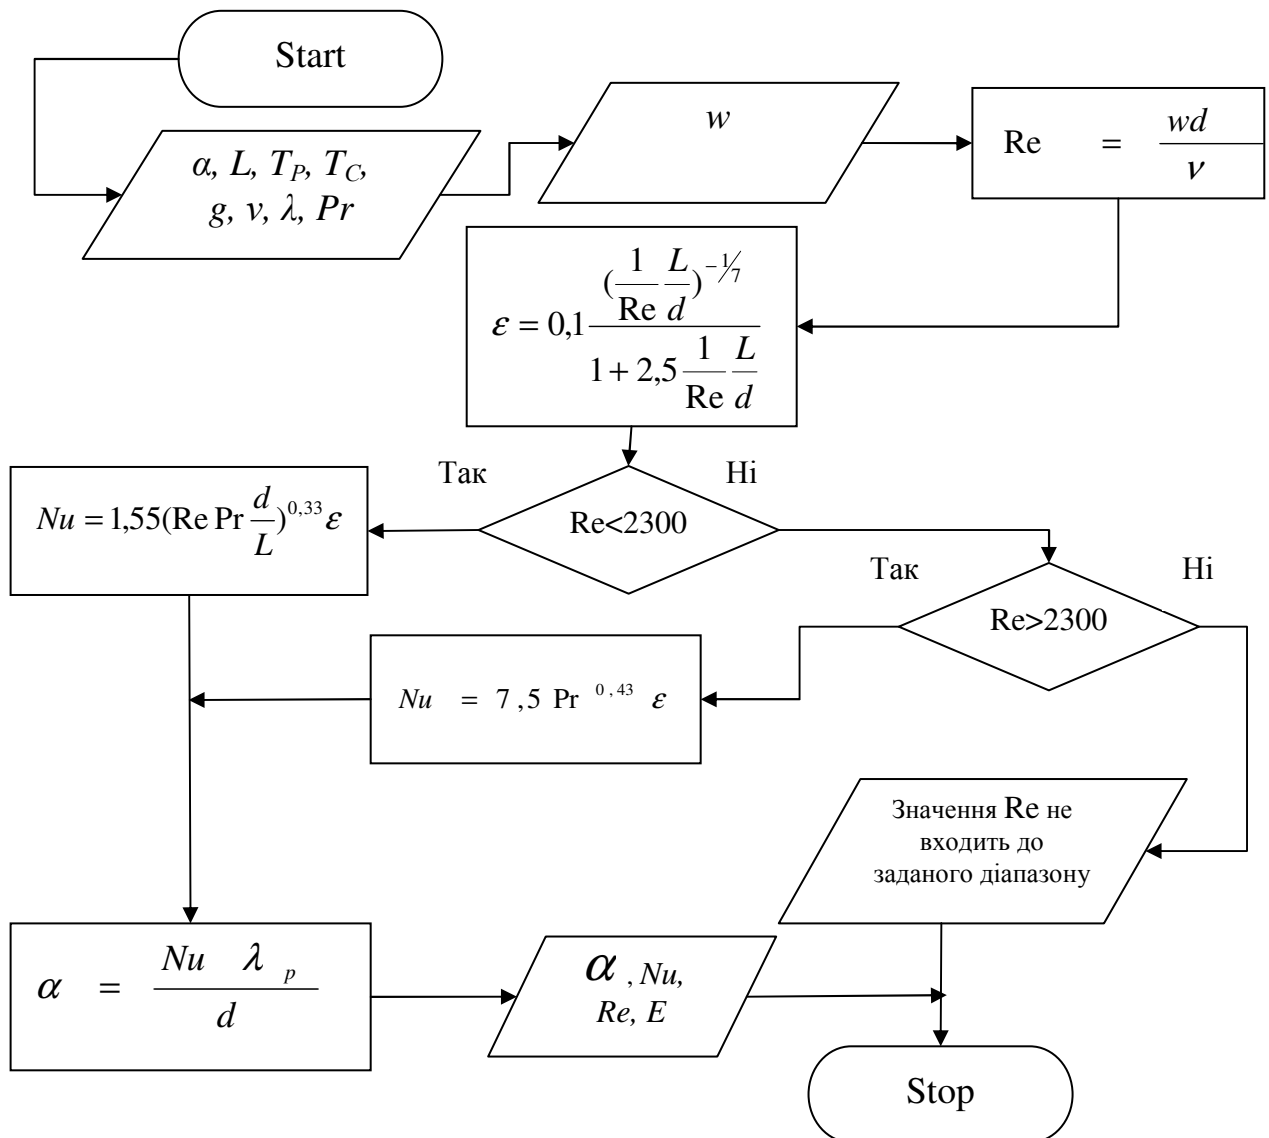 Start
α, L, T_P, T_C,
g, ν, λ, Pr
w
Re = wd / ν
ε = 0,1 ((1/Re) (L/d))^(-1/7) / (1 + 2,5 (1/Re) (L/d))
Так
Ні
Re<2300
Nu = 1,55(Re Pr d/L)^0,33 ε
Так
Ні
Re>2300
Nu = 7,5 Pr^0,43 ε
Значення Re не
входить до
заданого діапазону
α = Nu λ_p / d
α, Nu,
Re, E
Stop